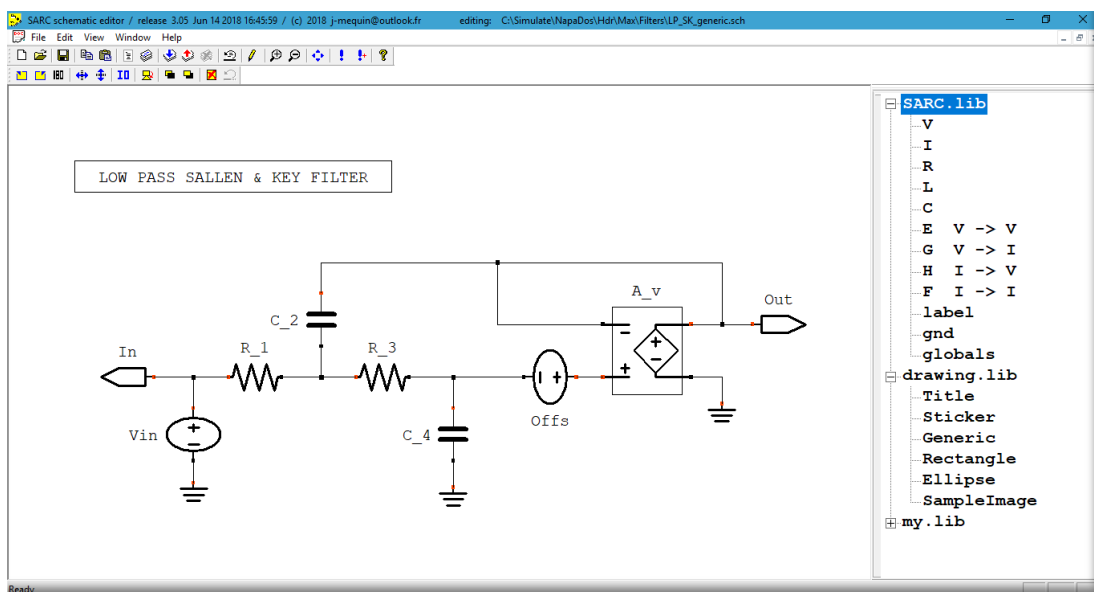 SARC schematic editor / release 3.05 Jun 14 2018 16:45:59 / (c) 2018 j-mequin@outlook.fr editing: C:\Simulate\NapaDos\Hdr\Max\Filters\LP_SK_generic.sch
File Edit View Window Help
LOW PASS SALLEN & KEY FILTER
A_v
Out
C_2
In
R_1
R_3
Vin
C_4
Offs
SARC.lib
V
I
R
L
C
E V -> V
G V -> I
H I -> V
F I -> I
label
gnd
globals
drawing.lib
Title
Sticker
Generic
Rectangle
Ellipse
SampleImage
my.lib
Ready